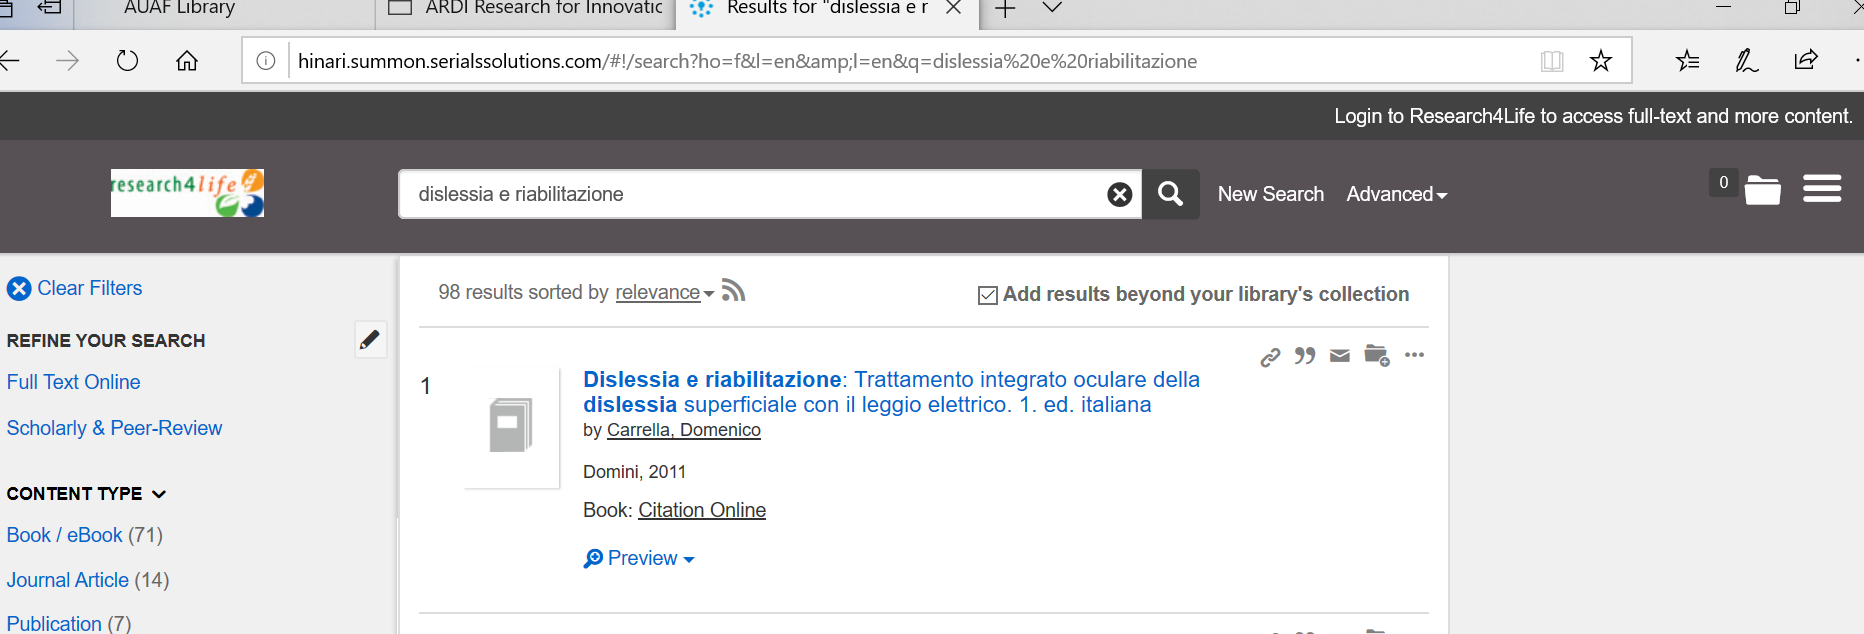 AUAF Library
ARDI Research for Innovatic
Results for "dislessia e r
hinari.summon.serialssolutions.com/#!/search?ho=f&l=en&amp;l=en&q=dislessia%20e%20riabilitazione
Login to Research4Life to access full-text and more content.
research4life
dislessia e riabilitazione
New Search
Advanced
0
Clear Filters
98 results sorted by relevance
Add results beyond your library's collection
REFINE YOUR SEARCH
Full Text Online
Scholarly & Peer-Review
CONTENT TYPE
Book / eBook (71)
Journal Article (14)
Publication (7)
1
Dislessia e riabilitazione: Trattamento integrato oculare della
dislessia superficiale con il leggio elettrico. 1. ed. italiana
by Carrella, Domenico
Domini, 2011
Book: Citation Online
Preview